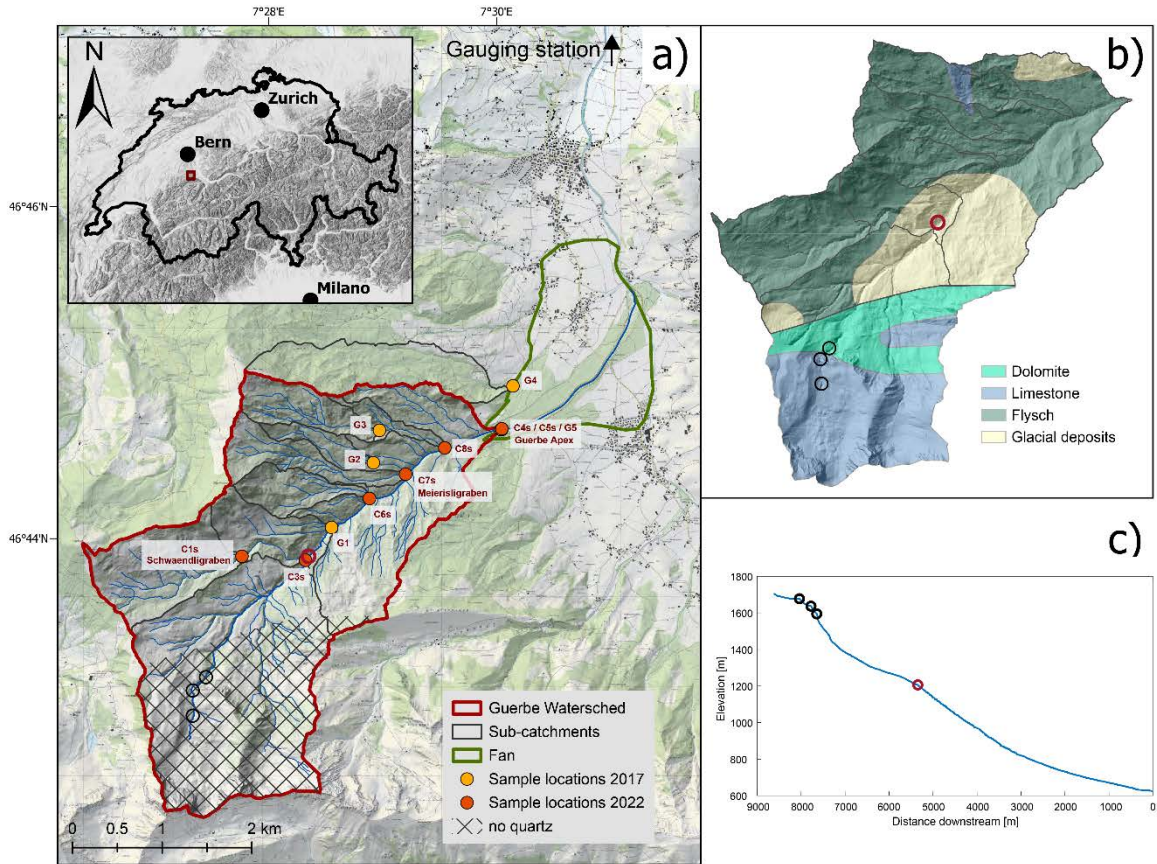 7°28'E
7°30'E
46°46'N
46°44'N
N
Zurich
Bern
Milano
Gauging station
a)
G4
G3
C4s / C5s / G5
Guerbe Apex
C8s
G2
C7s
Meierisligraben
C6s
G1
C1s
Schwaendligraben
C3s
Guerbe Watersched
Sub-catchments
Fan
Sample locations 2017
Sample locations 2022
no quartz
0 0.5 1 2 km
b)
Dolomite
Limestone
Flysch
Glacial deposits
c)
1800
1600
1400
1200
1000
800
600
Elevation [m]
9000 8000 7000 6000 5000 4000 3000 2000 1000 0
Distance downstream [m]